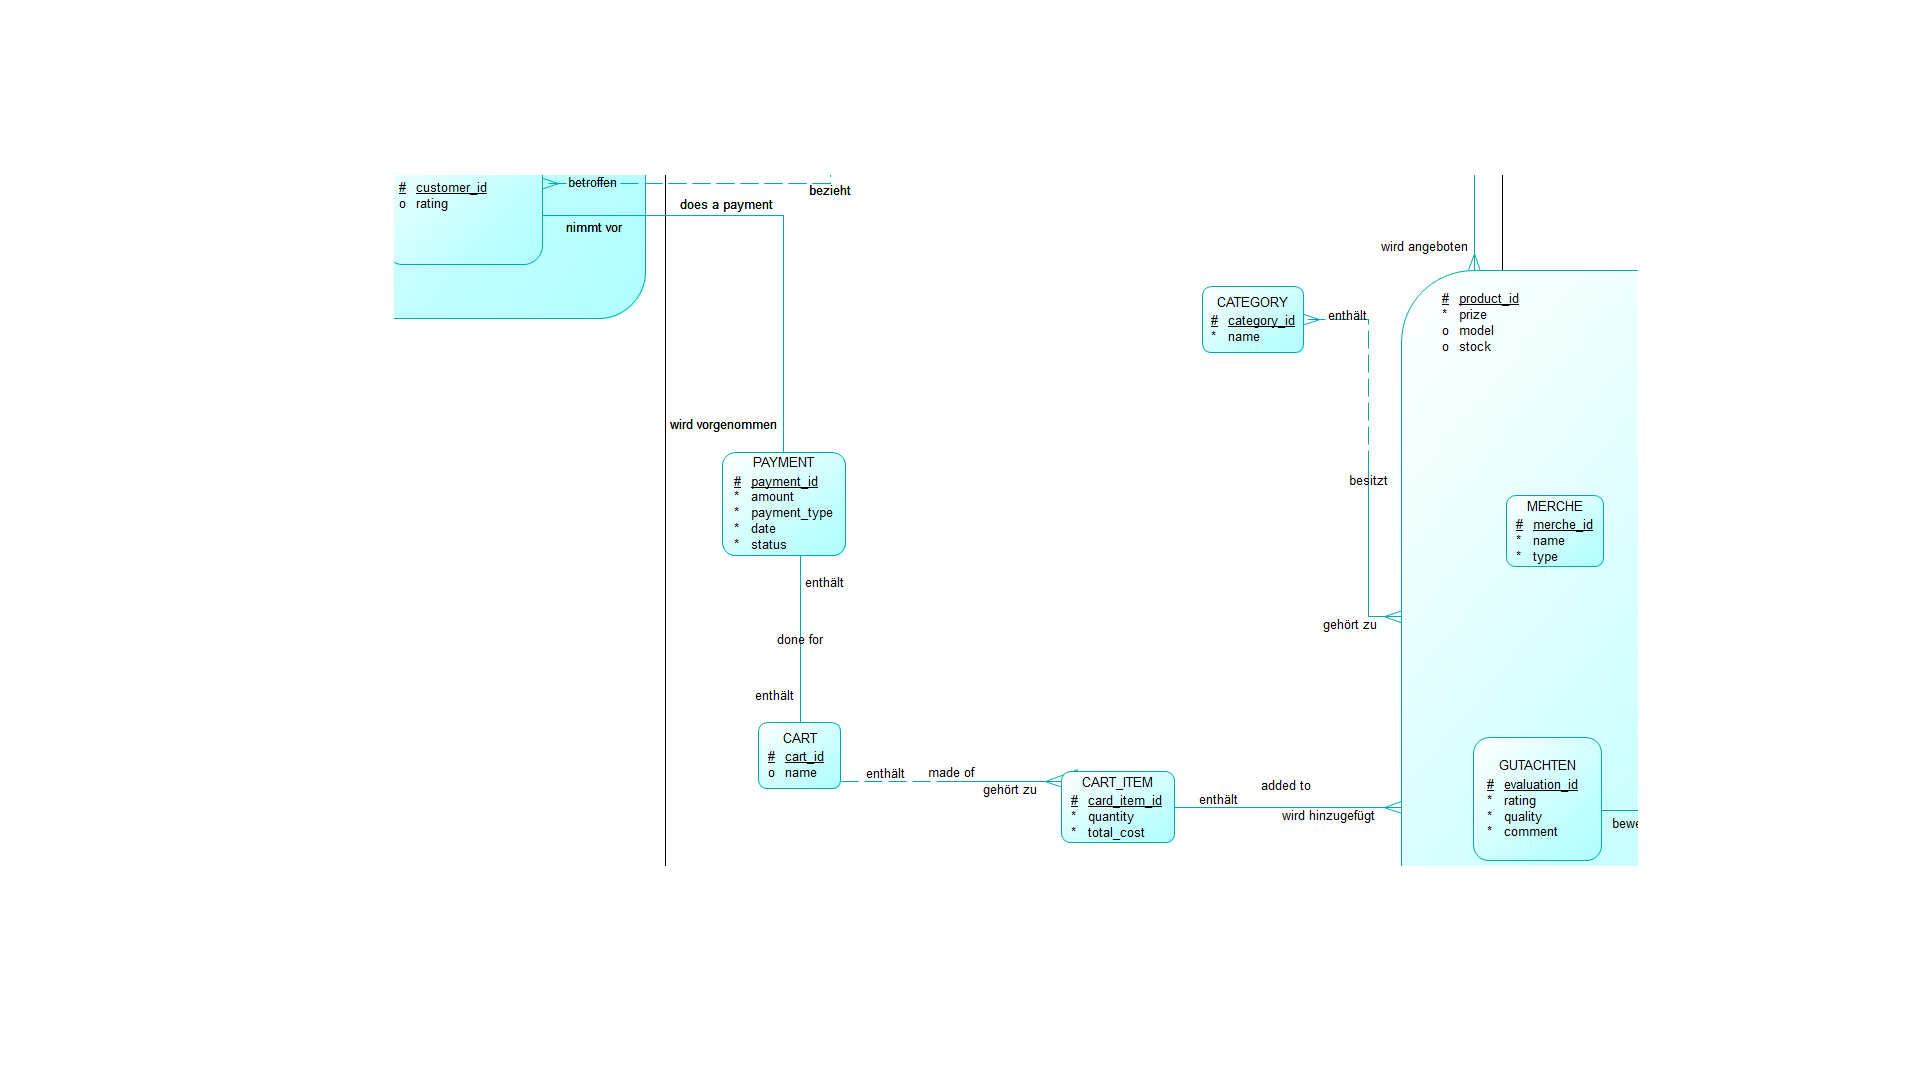 # customer_id
o rating
betroffen
bezieht
does a payment
nimmt vor
wird vorgenommen
PAYMENT
# payment_id
* amount
* payment_type
* date
* status
enthält
done for
enthält
CART
# cart_id
o name
enthält
made of
gehört zu
CART_ITEM
# card_item_id
* quantity
* total_cost
enthält
added to
wird hinzugefügt
CATEGORY
# category_id
* name
enthält
besitzt
gehört zu
wird angeboten
# product_id
* prize
o model
o stock
MERCHE
# merche_id
* name
* type
GUTACHTEN
# evaluation_id
* rating
* quality
* comment